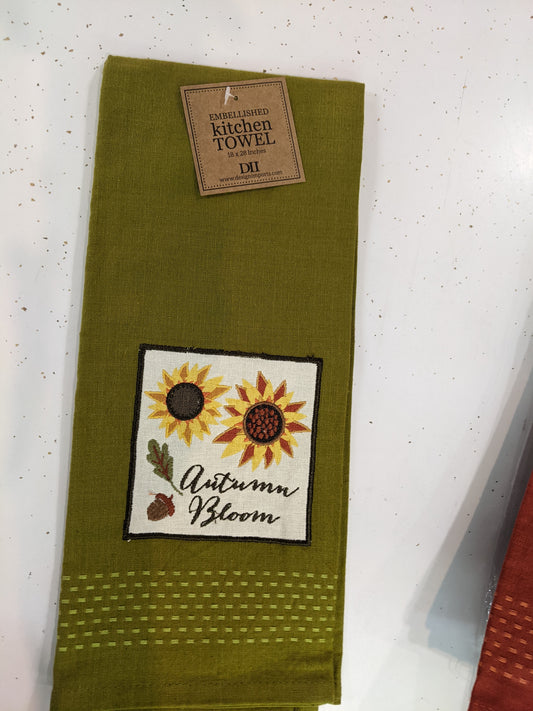 EMBELLISHED
kitchen
TOWEL
18 x 28 Inches
DII
www.designimports.com
Autumn
Bloom